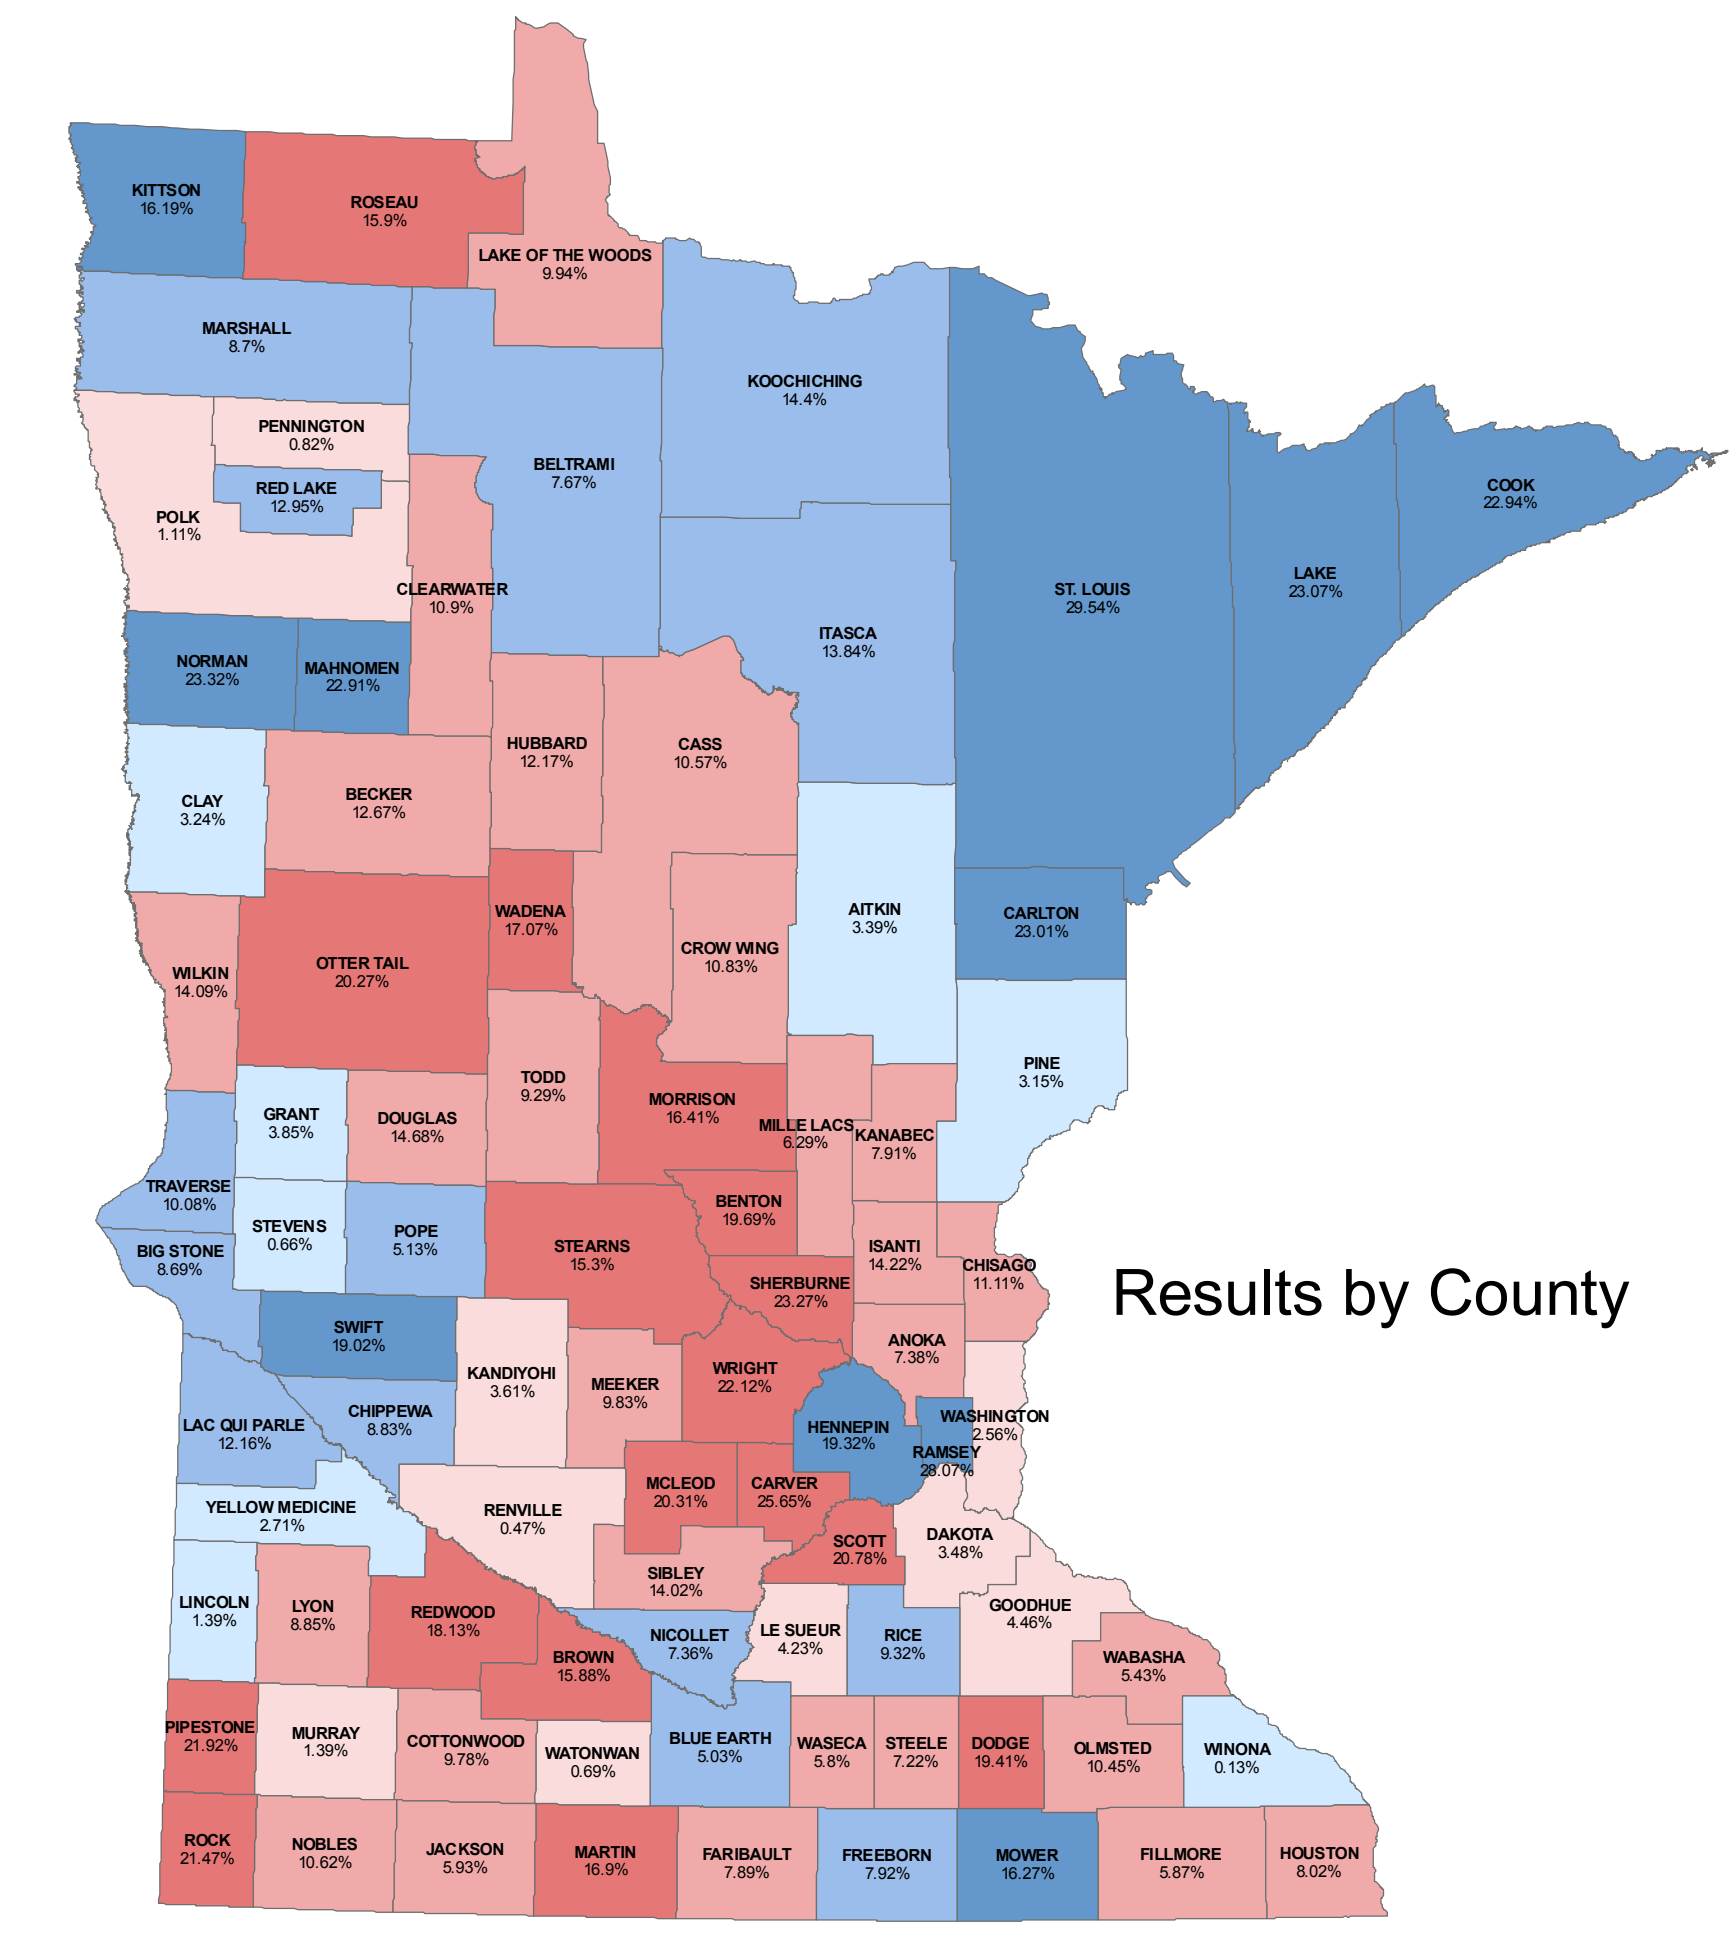 KITTSON
16.19%
ROSEAU
15.9%
LAKE OF THE WOODS
9.94%
MARSHALL
8.7%
KOOCHICHING
14.4%
PENNINGTON
0.82%
BELTRAMI
7.67%
RED LAKE
12.95%
COOK
22.94%
POLK
1.11%
LAKE
23.07%
CLEARWATER
10.9%
ST. LOUIS
29.54%
ITASCA
13.84%
NORMAN
23.32%
MAHNOMEN
22.91%
HUBBARD
12.17%
CASS
10.57%
BECKER
12.67%
CLAY
3.24%
WADENA
17.07%
AITKIN
3.39%
CARLTON
23.01%
CROW WING
10.83%
OTTER TAIL
20.27%
WILKIN
14.09%
PINE
3.15%
TODD
9.29%
MORRISON
16.41%
GRANT
3.85%
DOUGLAS
14.68%
MILLE LACS
6.29%
KANABEC
7.91%
TRAVERSE
10.08%
BENTON
19.69%
STEVENS
0.66%
POPE
5.13%
STEARNS
15.3%
ISANTI
14.22%
BIG STONE
8.69%
CHISAGO
11.11%
SHERBURNE
23.27%
Results by County
SWIFT
19.02%
ANOKA
7.38%
KANDIYOHI
3.61%
WRIGHT
22.12%
MEEKER
9.83%
CHIPPEWA
8.83%
LAC QUI PARLE
12.16%
HENNEPIN
19.32%
WASHINGTON
2.56%
RAMSEY
28.07%
MCLEOD
20.31%
CARVER
25.65%
YELLOW MEDICINE
2.71%
RENVILLE
0.47%
DAKOTA
3.48%
SCOTT
20.78%
SIBLEY
14.02%
LINCOLN
1.39%
LYON
8.85%
REDWOOD
18.13%
GOODHUE
4.46%
NICOLLET
7.36%
LE SUEUR
4.23%
RICE
9.32%
BROWN
15.88%
WABASHA
5.43%
PIPESTONE
21.92%
MURRAY
1.39%
COTTONWOOD
9.78%
WATONWAN
0.69%
BLUE EARTH
5.03%
WASECA
5.8%
STEELE
7.22%
DODGE
19.41%
OLMSTED
10.45%
WINONA
0.13%
ROCK
21.47%
NOBLES
10.62%
JACKSON
5.93%
MARTIN
16.9%
FARIBAULT
7.89%
FREEBORN
7.92%
MOWER
16.27%
FILLMORE
5.87%
HOUSTON
8.02%